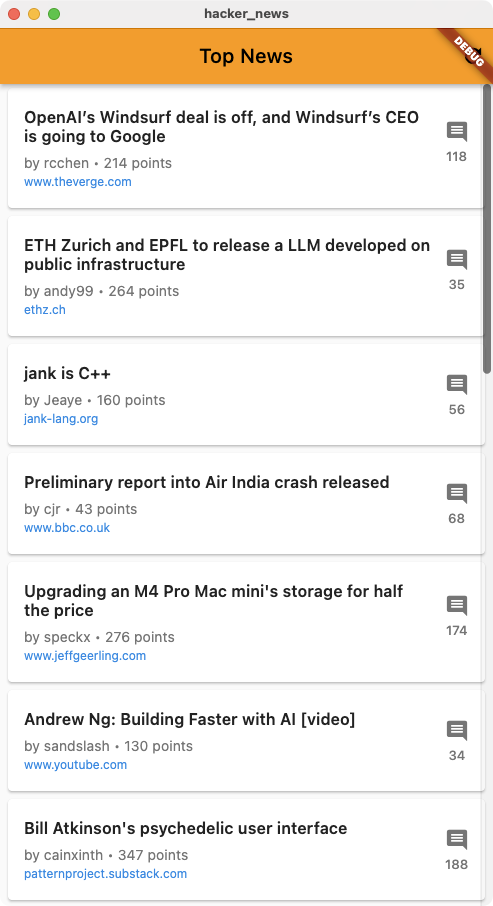 hacker_news
Top News
DEBUG
OpenAI’s Windsurf deal is off, and Windsurf’s CEO
is going to Google
by rcchen • 214 points
www.theverge.com
118
ETH Zurich and EPFL to release a LLM developed on
public infrastructure
by andy99 • 264 points
ethz.ch
35
jank is C++
by Jeaye • 160 points
jank-lang.org
56
Preliminary report into Air India crash released
by cjr • 43 points
www.bbc.co.uk
68
Upgrading an M4 Pro Mac mini's storage for half
the price
by speckx • 276 points
www.jeffgeerling.com
174
Andrew Ng: Building Faster with AI [video]
by sandslash • 130 points
www.youtube.com
34
Bill Atkinson's psychedelic user interface
by cainxinth • 347 points
patternproject.substack.com
188